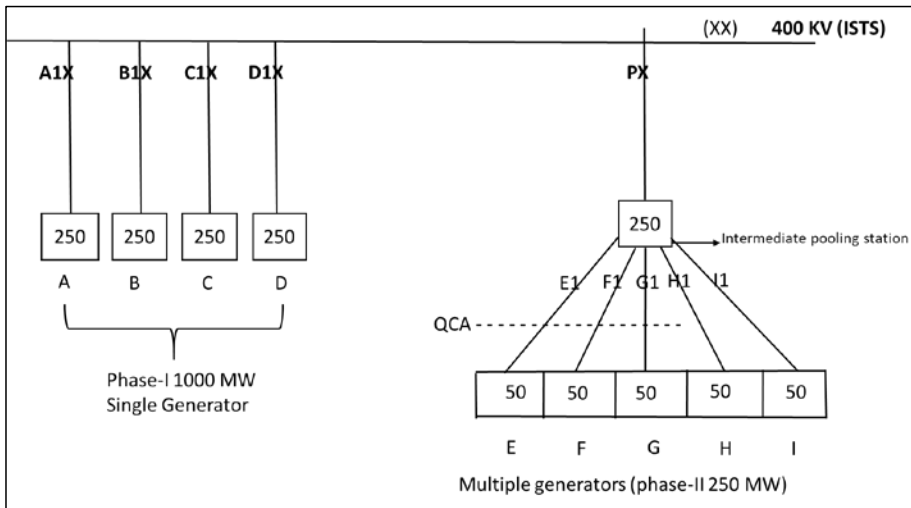 (XX) 400 KV (ISTS)
A1X B1X C1X D1X PX
250 250 250 250 250
Intermediate pooling station
A B C D
E1 F1 G1 H1 I1
QCA
Phase-I 1000 MW
Single Generator
50 50 50 50 50
E F G H I
Multiple generators (phase-II 250 MW)